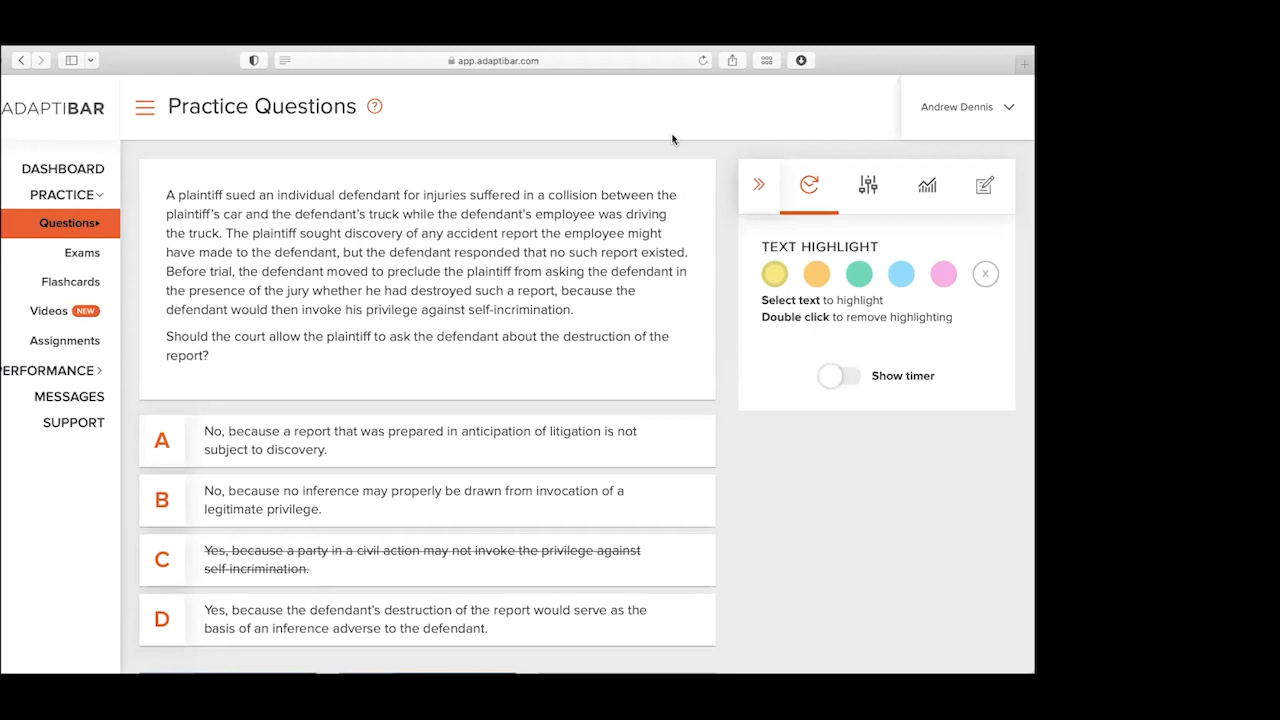 app.adaptibar.com
ADAPTIBAR
Practice Questions
?
Andrew Dennis
DASHBOARD
PRACTICE
Questions
Exams
Flashcards
Videos NEW
Assignments
ERFORMANCE
MESSAGES
SUPPORT
A plaintiff sued an individual defendant for injuries suffered in a collision between the
plaintiff's car and the defendant's truck while the defendant's employee was driving
the truck. The plaintiff sought discovery of any accident report the employee might
have made to the defendant, but the defendant responded that no such report existed.
Before trial, the defendant moved to preclude the plaintiff from asking the defendant in
the presence of the jury whether he had destroyed such a report, because the
defendant would then invoke his privilege against self-incrimination.
Should the court allow the plaintiff to ask the defendant about the destruction of the
report?
A
No, because a report that was prepared in anticipation of litigation is not
subject to discovery.
B
No, because no inference may properly be drawn from invocation of a
legitimate privilege.
C
Yes, because a party in a civil action may not invoke the privilege against
self-incrimination.
D
Yes, because the defendant's destruction of the report would serve as the
basis of an inference adverse to the defendant.
TEXT HIGHLIGHT
x
Select text to highlight
Double click to remove highlighting
Show timer